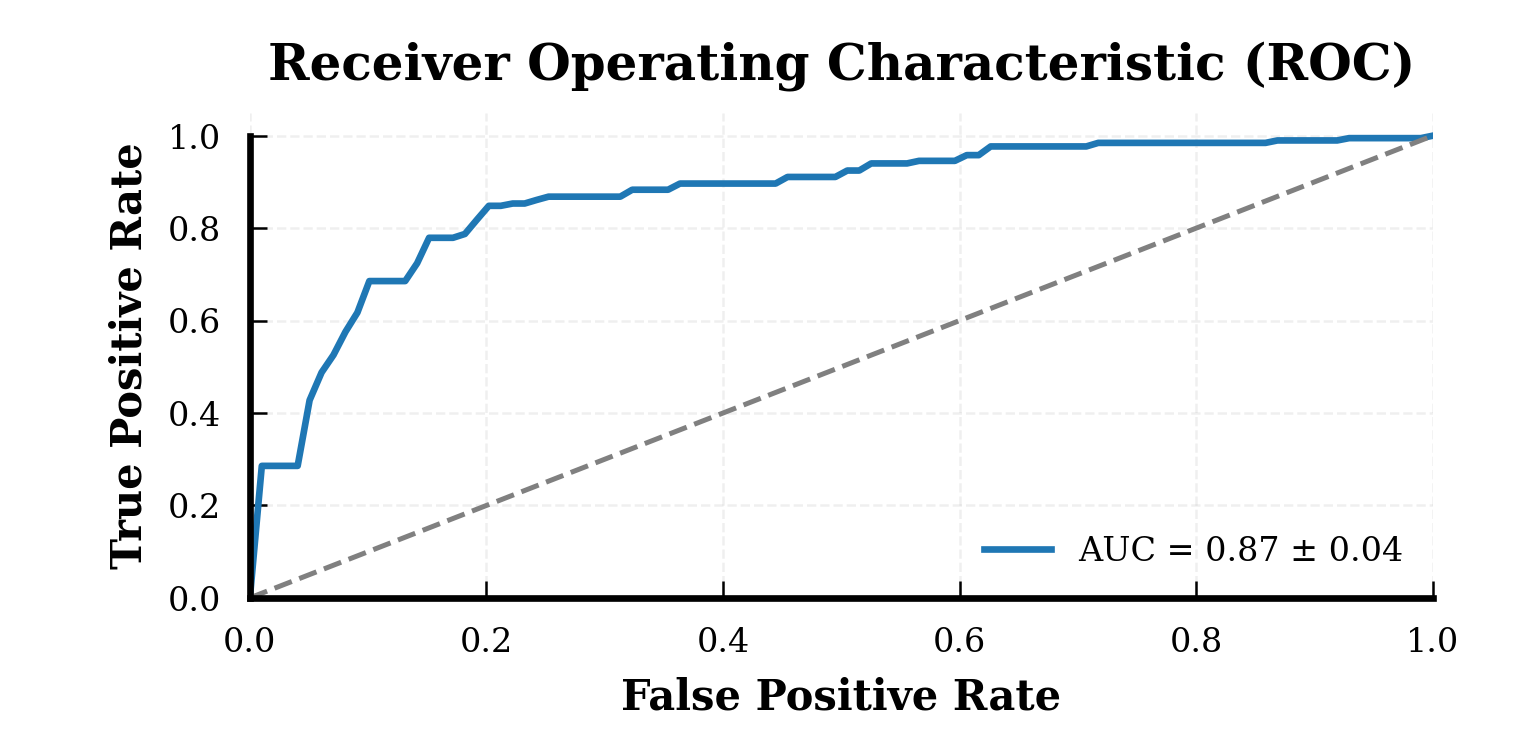 Receiver Operating Characteristic (ROC)
True Positive Rate
1.0
0.8
0.6
0.4
0.2
0.0
AUC = 0.87 ± 0.04
0.0 0.2 0.4 0.6 0.8 1.0
False Positive Rate